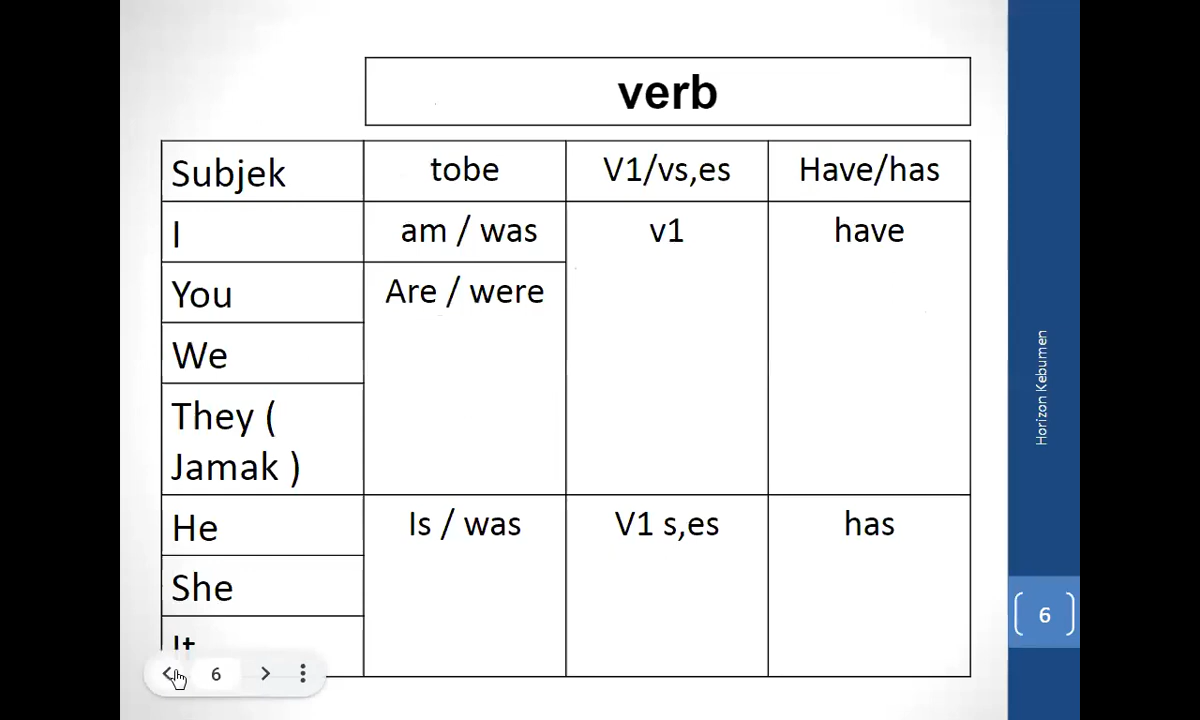 verb
Subjek tobe V1/vs,es Have/has
I am / was v1 have
You Are / were
We
They (
Jamak )
He Is / was V1 s,es has
She
It
Horizon Kebumen
6
6